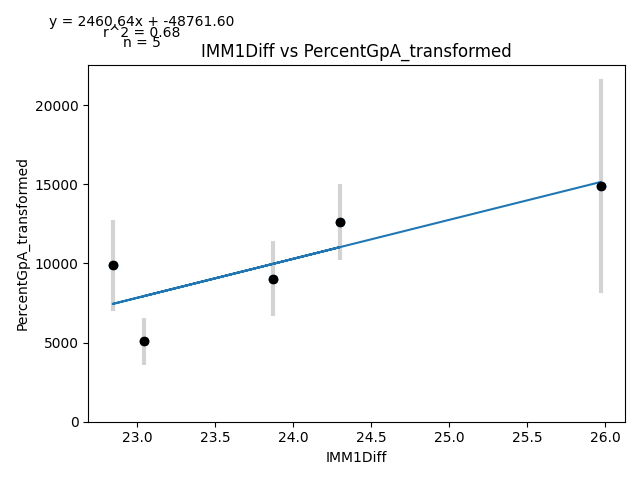 y = 2460.64x + -48761.60
r^2 = 0.68
n = 5
IMM1Diff vs PercentGpA_transformed
PercentGpA_transformed
20000
15000
10000
5000
0
23.0 23.5 24.0 24.5 25.0 25.5 26.0
IMM1Diff